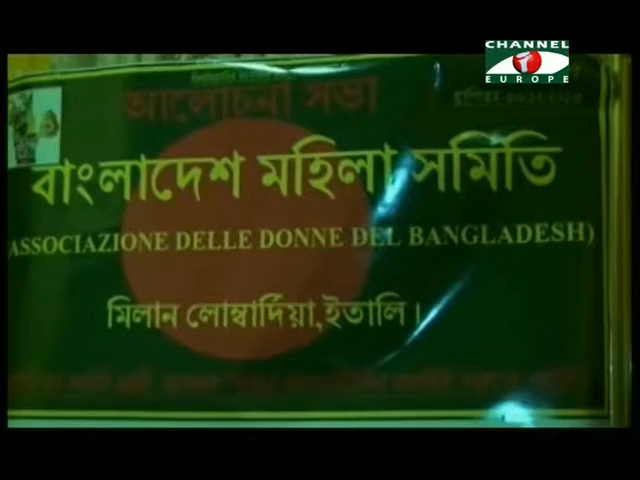 CHANNEL
i
EUROPE
আলোচনা সভা
বাংলাদেশ মহিলা সমিতি
ASSOCIAZIONE DELLE DONNE DEL BANGLADESH)
মিলান লোম্বার্দিয়া,ইতালি।